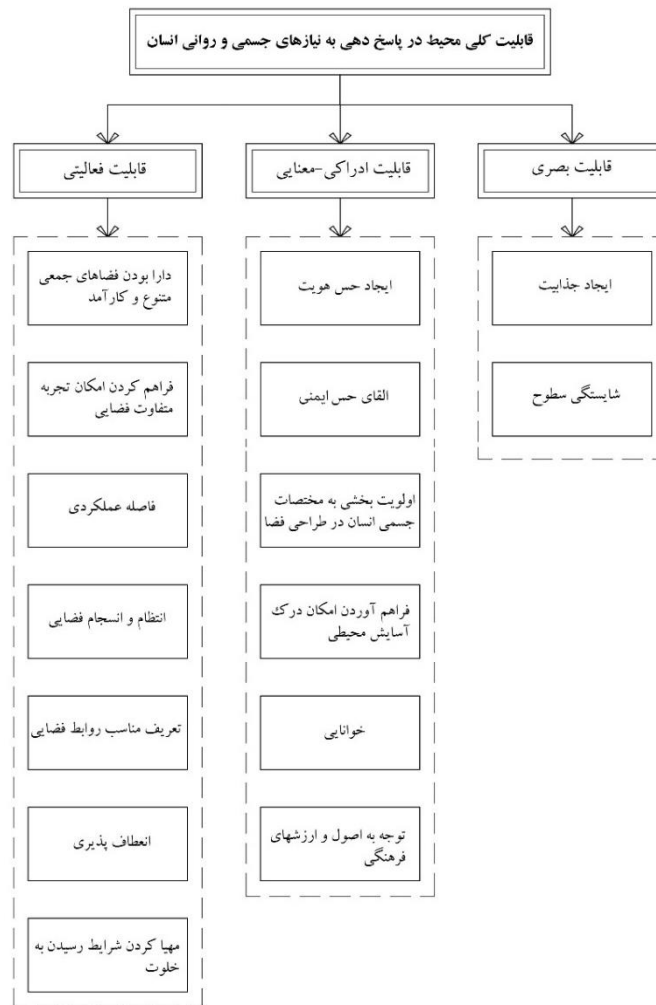 قابلیت کلی محیط در پاسخ دهی به نیازهای جسمی و روانی انسان
قابلیت بصری
ایجاد جذابیت
شایستگی سطوح
قابلیت ادراکی-معنایی
ایجاد حس هویت
القای حس ایمنی
اولویت بخشی به مختصات
جسمی انسان در طراحی فضا
فراهم آوردن امکان درک
آسایش محیطی
خوانایی
توجه به اصول و ارزشهای
فرهنگی
قابلیت فعالیتی
دارا بودن فضاهای جمعی
متنوع و کارآمد
فراهم کردن امکان تجربه
متفاوت فضایی
فاصله عملکردی
انتظام و انسجام فضایی
تعریف مناسب روابط فضایی
انعطاف پذیری
مهیا کردن شرایط رسیدن به
خلوت